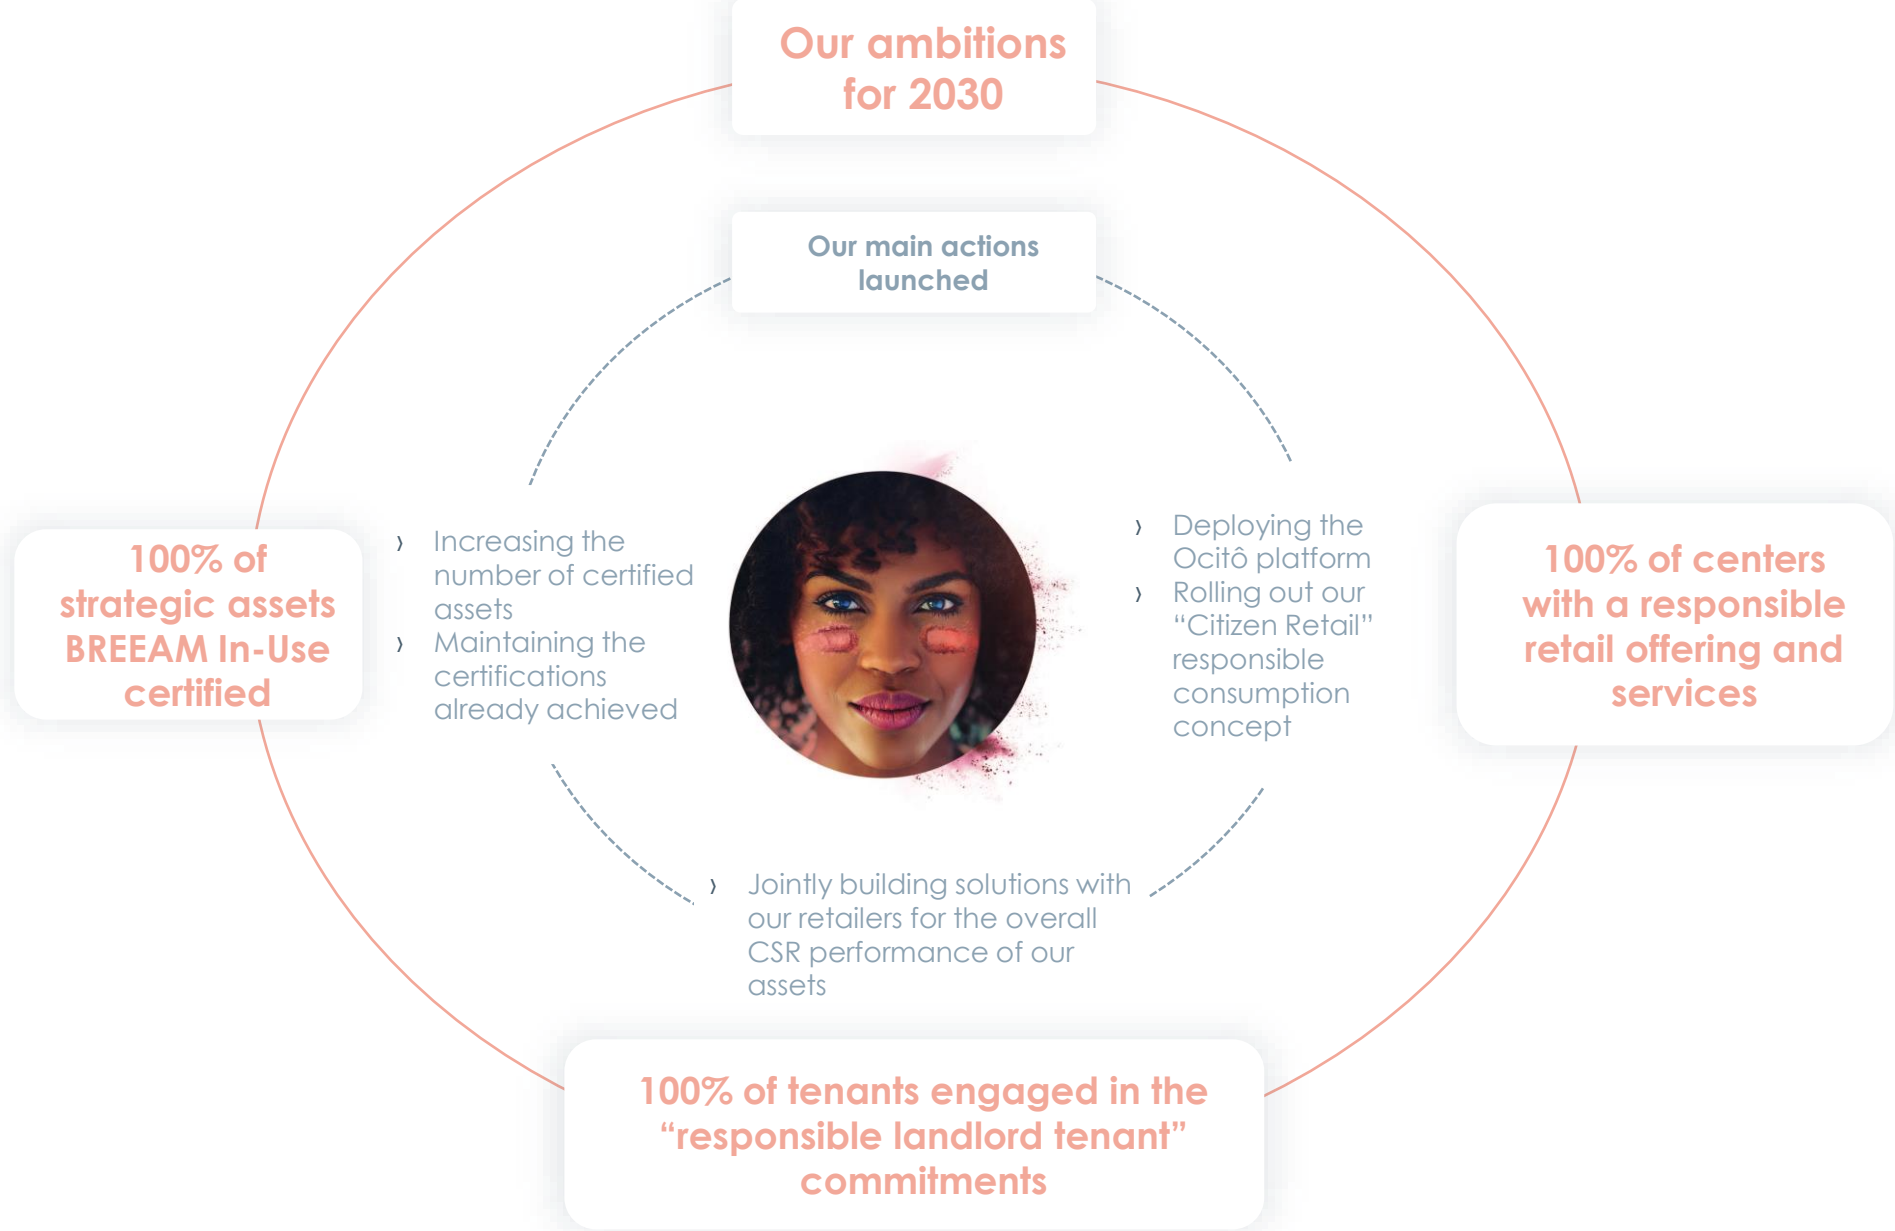 Our ambitions
for 2030
Our main actions
launched
100% of
strategic assets
BREEAM In-Use
certified
› Increasing the
number of certified
assets
› Maintaining the
certifications
already achieved
› Deploying the
Ocitô platform
› Rolling out our
“Citizen Retail”
responsible
consumption
concept
100% of centers
with a responsible
retail offering and
services
› Jointly building solutions with
our retailers for the overall
CSR performance of our
assets
100% of tenants engaged in the
“responsible landlord tenant”
commitments